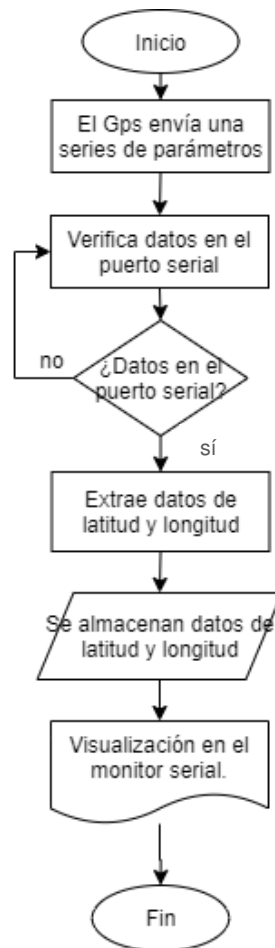 Inicio
El Gps envía una
series de parámetros
Verifica datos en el
puerto serial
¿Datos en el
puerto serial?
no
sí
Extrae datos de
latitud y longitud
Se almacenan datos de
latitud y longitud
Visualización en el
monitor serial.
Fin